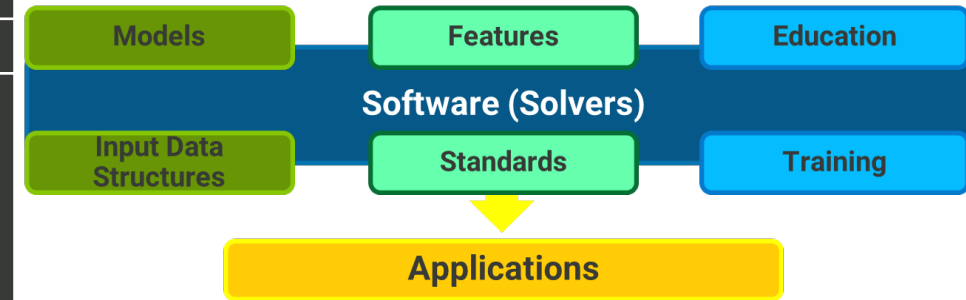 Models
Features
Education
Software (Solvers)
Input Data
Structures
Standards
Training
Applications